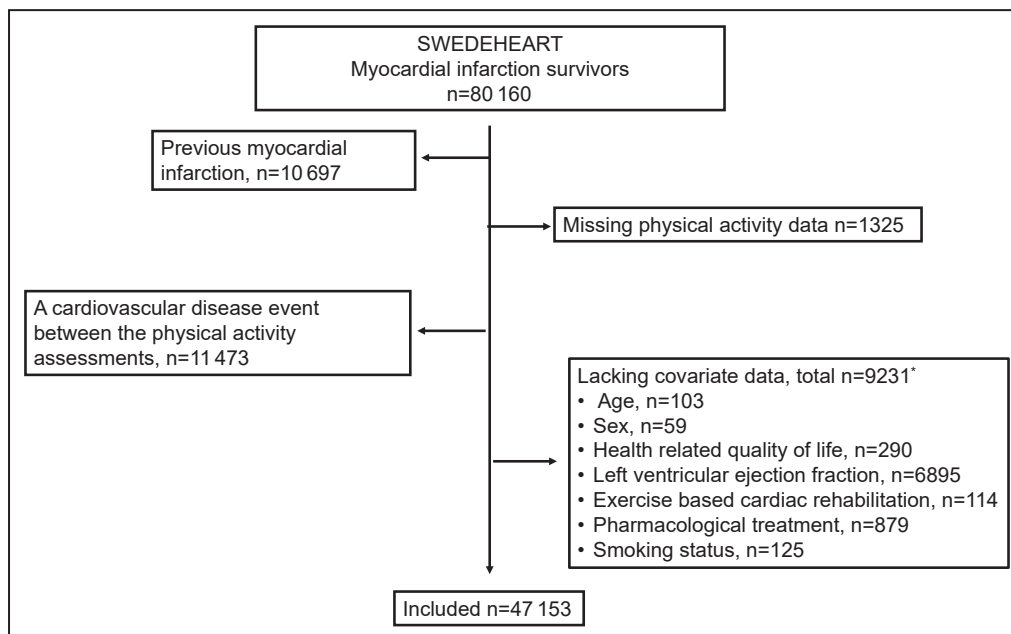 SWEDEHEART
Myocardial infarction survivors
n=80 160
Previous myocardial
infarction, n=10 697
Missing physical activity data n=1325
A cardiovascular disease event
between the physical activity
assessments, n=11 473
Lacking covariate data, total n=9231*
• Age, n=103
• Sex, n=59
• Health related quality of life, n=290
• Left ventricular ejection fraction, n=6895
• Exercise based cardiac rehabilitation, n=114
• Pharmacological treatment, n=879
• Smoking status, n=125
Included n=47 153